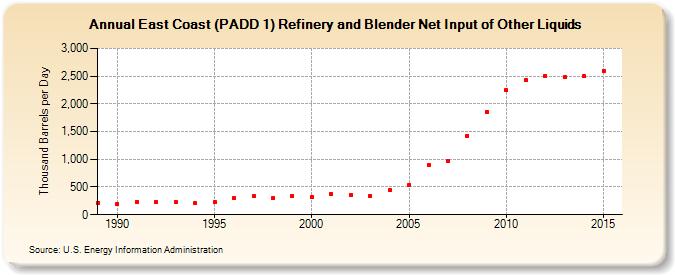 Annual East Coast (PADD 1) Refinery and Blender Net Input of Other Liquids
Thousand Barrels per Day
3,000
2,500
2,000
1,500
1,000
500
0
1990 1995 2000 2005 2010 2015
Source: U.S. Energy Information Administration